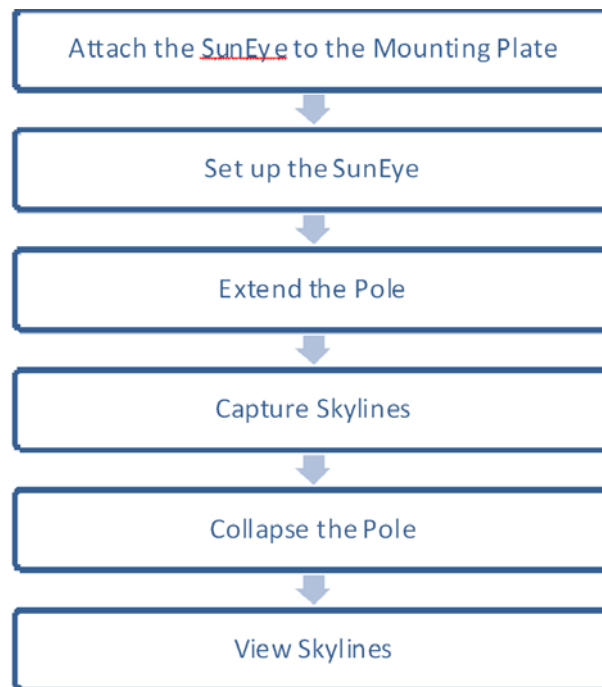 Attach the SunEye to the Mounting Plate
Set up the SunEye
Extend the Pole
Capture Skylines
Collapse the Pole
View Skylines